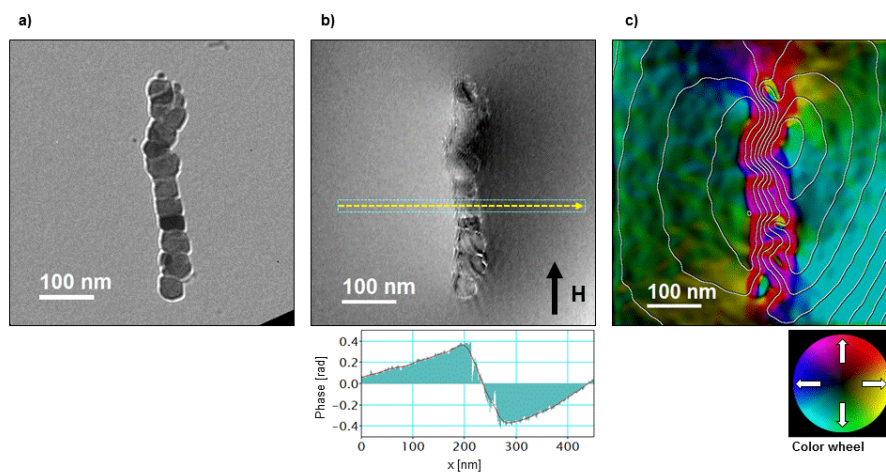 a)
b)
c)
100 nm
100 nm
H
100 nm
0.4
0.2
0.0
-0.2
-0.4
Phase [rad]
0 100 200 300 400
x [nm]
Color wheel